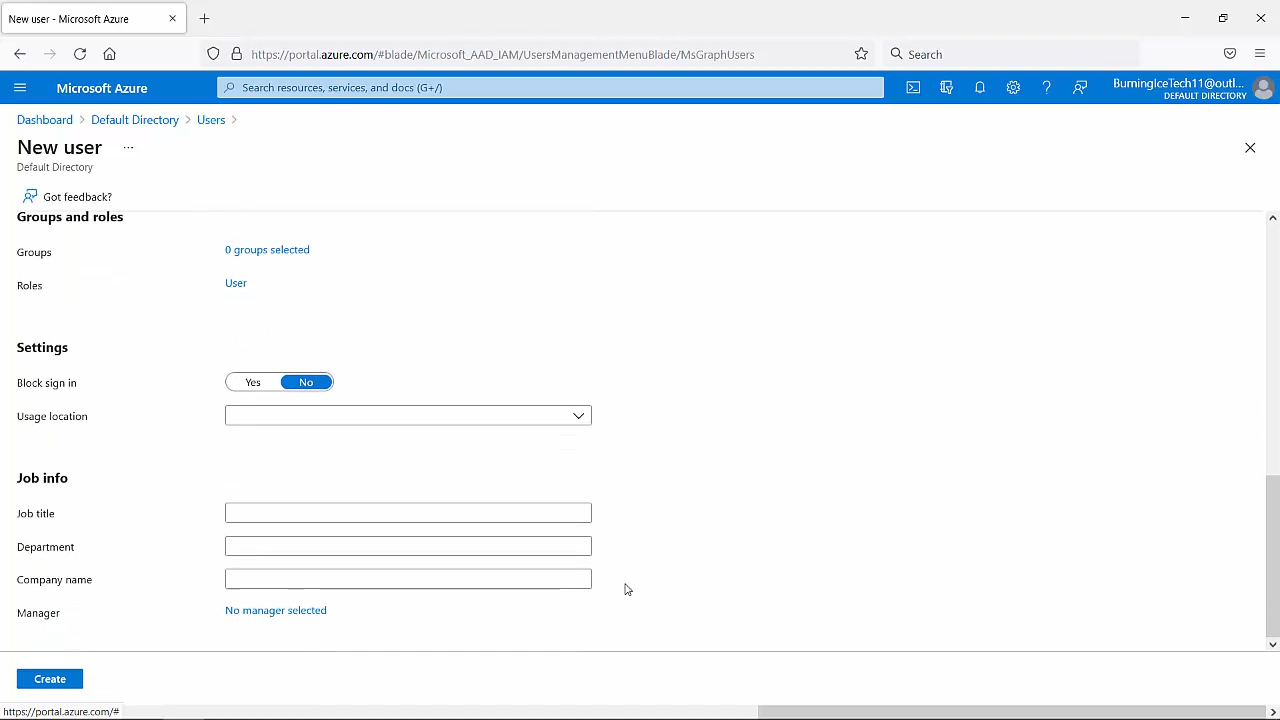 New user - Microsoft Azure
https://portal.azure.com/#blade/Microsoft_AAD_IAM/UsersManagementMenuBlade/MsGraphUsers
Search
Microsoft Azure
Search resources, services, and docs (G+/)
BurningIceTech11@outl...
DEFAULT DIRECTORY
Dashboard > Default Directory > Users >
New user ...
Default Directory
Got feedback?
Groups and roles
Groups
0 groups selected
Roles
User
Settings
Block sign in
Yes No
Usage location
Job info
Job title
Department
Company name
Manager
No manager selected
Create
https://portal.azure.com/#